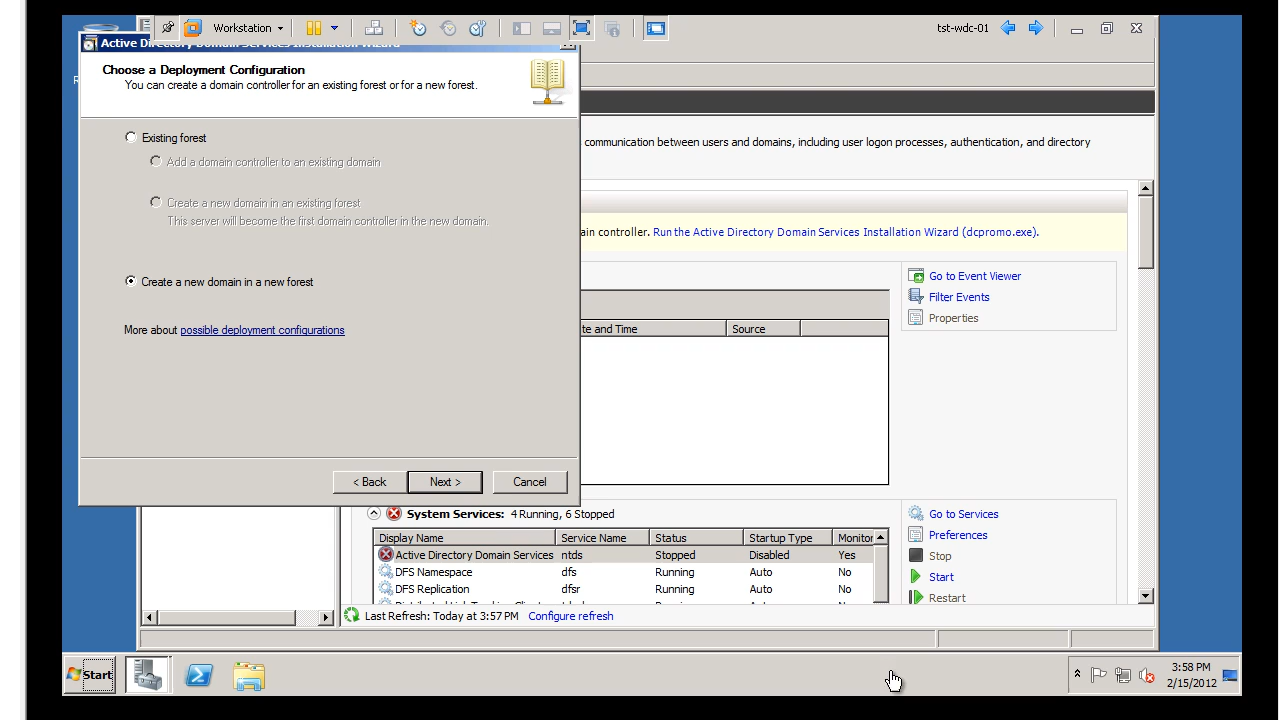 Workstation
tst-wdc-01
Active Directory Domain Services Installation Wizard
Choose a Deployment Configuration
You can create a domain controller for an existing forest or for a new forest.
Existing forest
Add a domain controller to an existing domain
Create a new domain in an existing forest
This server will become the first domain controller in the new domain.
Create a new domain in a new forest
More about possible deployment configurations
< Back
Next >
Cancel
communication between users and domains, including user logon processes, authentication, and directory
ain controller. Run the Active Directory Domain Services Installation Wizard (dcpromo.exe).
Go to Event Viewer
Filter Events
Properties
te and Time
Source
System Services: 4 Running, 6 Stopped
Display Name Service Name Status Startup Type Monitor
Active Directory Domain Services ntds Stopped Disabled Yes
DFS Namespace dfs Running Auto No
DFS Replication dfsr Running Auto No
Go to Services
Preferences
Stop
Start
Restart
Last Refresh: Today at 3:57 PM Configure refresh
Start
3:58 PM
2/15/2012